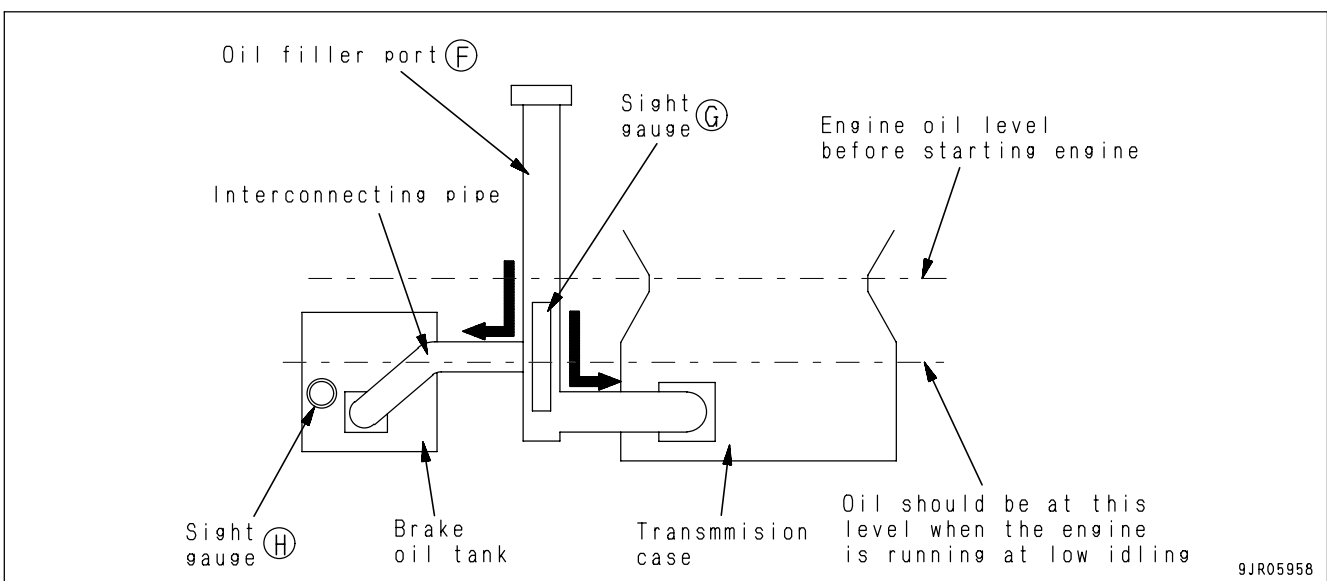 Oil filler port F
Sight
gauge G
Engine oil level
before starting engine
Interconnecting pipe
Sight
gauge H
Brake
oil tank
Transmmision
case
Oil should be at this
level when the engine
is running at low idling
9JR05958